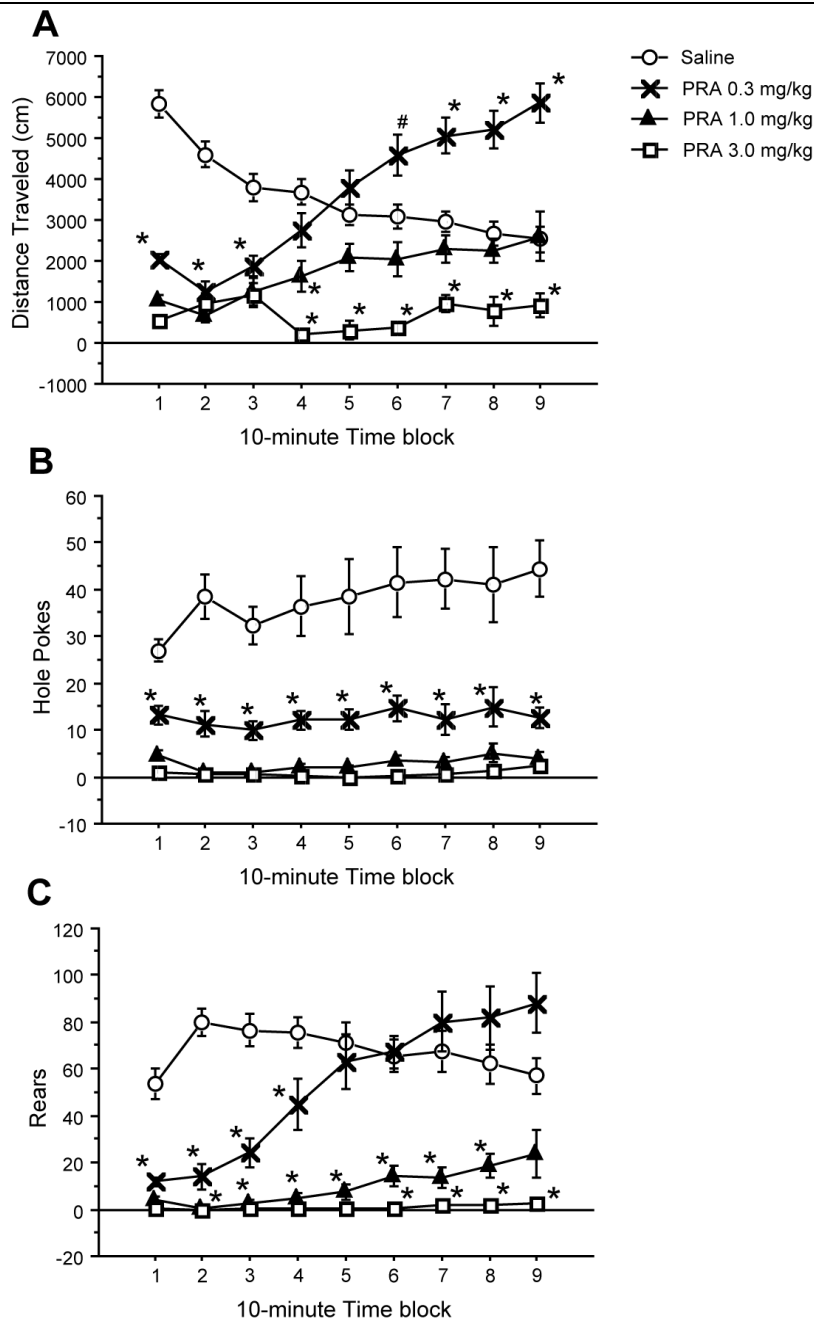 A
7000
6000
5000
4000
3000
2000
1000
0
-1000
Distance Traveled (cm)
* * * # * * *
* * * * * * *
1 2 3 4 5 6 7 8 9
10-minute Time block
Saline
PRA 0.3 mg/kg
PRA 1.0 mg/kg
PRA 3.0 mg/kg
B
60
50
40
30
20
10
0
-10
Hole Pokes
* * * * * * * * *
1 2 3 4 5 6 7 8 9
10-minute Time block
C
120
100
80
60
40
20
0
-20
Rears
* * * *
* * * * * * *
* * * *
1 2 3 4 5 6 7 8 9
10-minute Time block